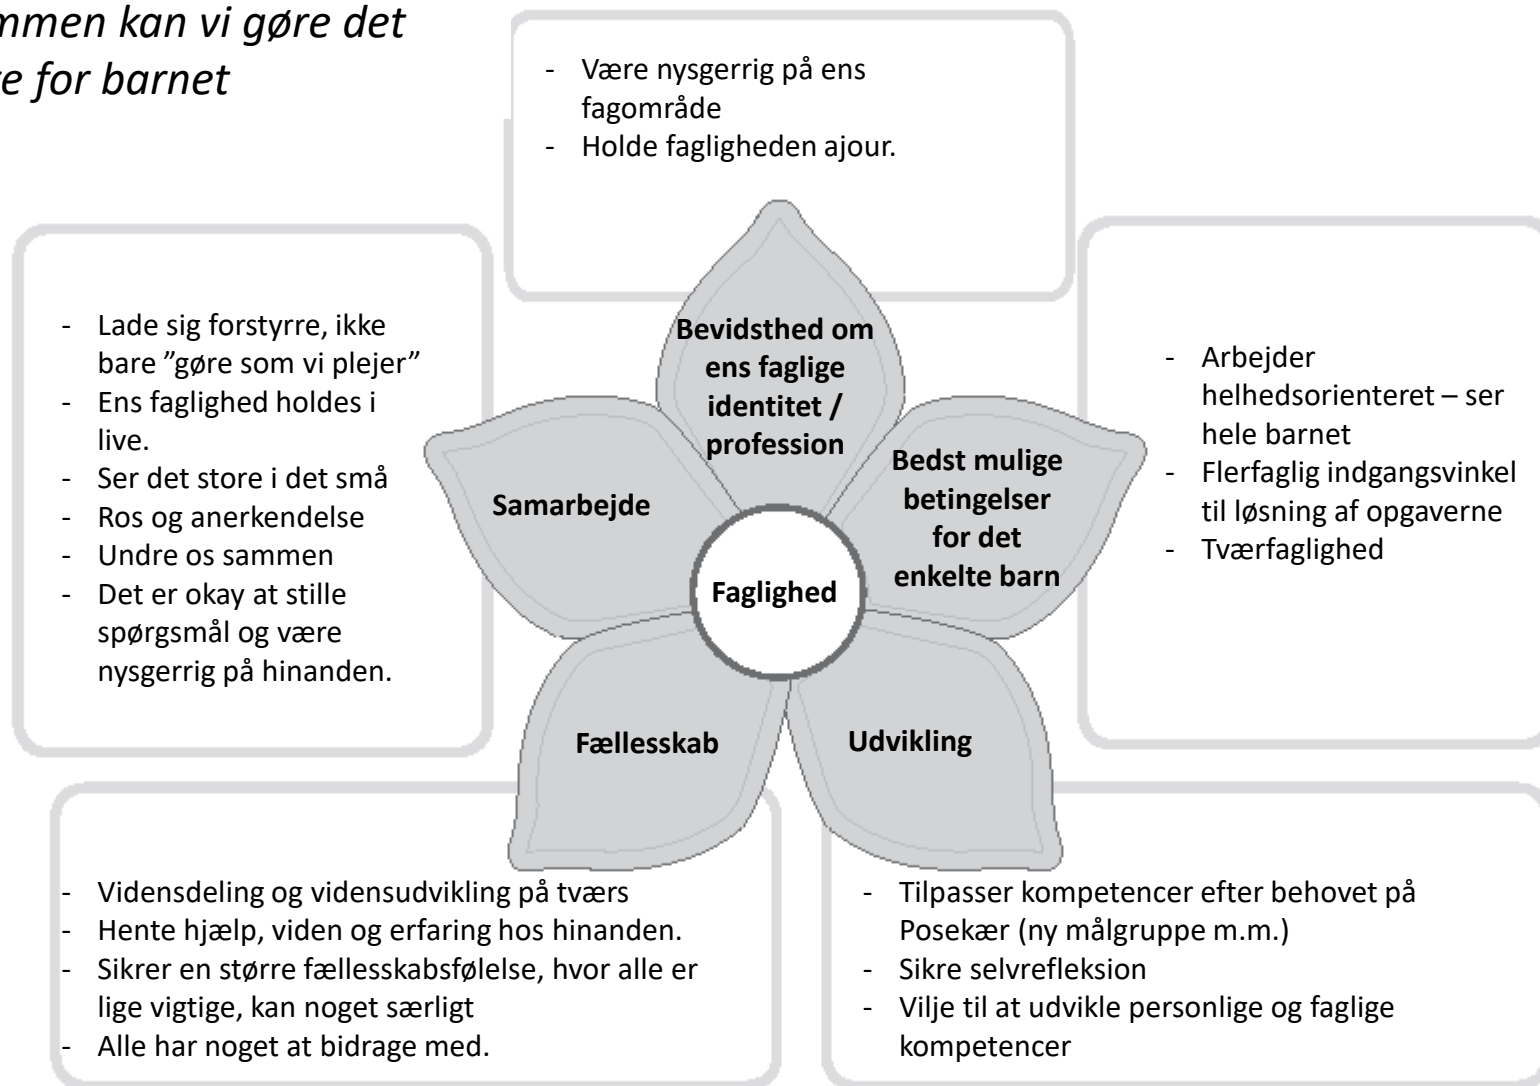 kan vi gøre det
for barnet
- Være nysgerrig på ens
fagområde
- Holde fagligheden ajour.
- Lade sig forstyrre, ikke
bare ”gøre som vi plejer”
- Ens faglighed holdes i
live.
- Ser det store i det små
- Ros og anerkendelse
- Undre os sammen
- Det er okay at stille
spørgsmål og være
nysgerrig på hinanden.
Bevidsthed om
ens faglige
identitet /
profession
Samarbejde
Bedst mulige
betingelser
for det
enkelte barn
Faglighed
- Arbejder
helhedsorienteret – ser
hele barnet
- Flerfaglig indgangsvinkel
til løsning af opgaverne
- Tværfaglighed
Fællesskab
Udvikling
- Vidensdeling og vidensudvikling på tværs
- Hente hjælp, viden og erfaring hos hinanden.
- Sikrer en større fællesskabsfølelse, hvor alle er
lige vigtige, kan noget særligt
- Alle har noget at bidrage med.
- Tilpasser kompetencer efter behovet på
Posekær (ny målgruppe m.m.)
- Sikre selvrefleksion
- Vilje til at udvikle personlige og faglige
kompetencer